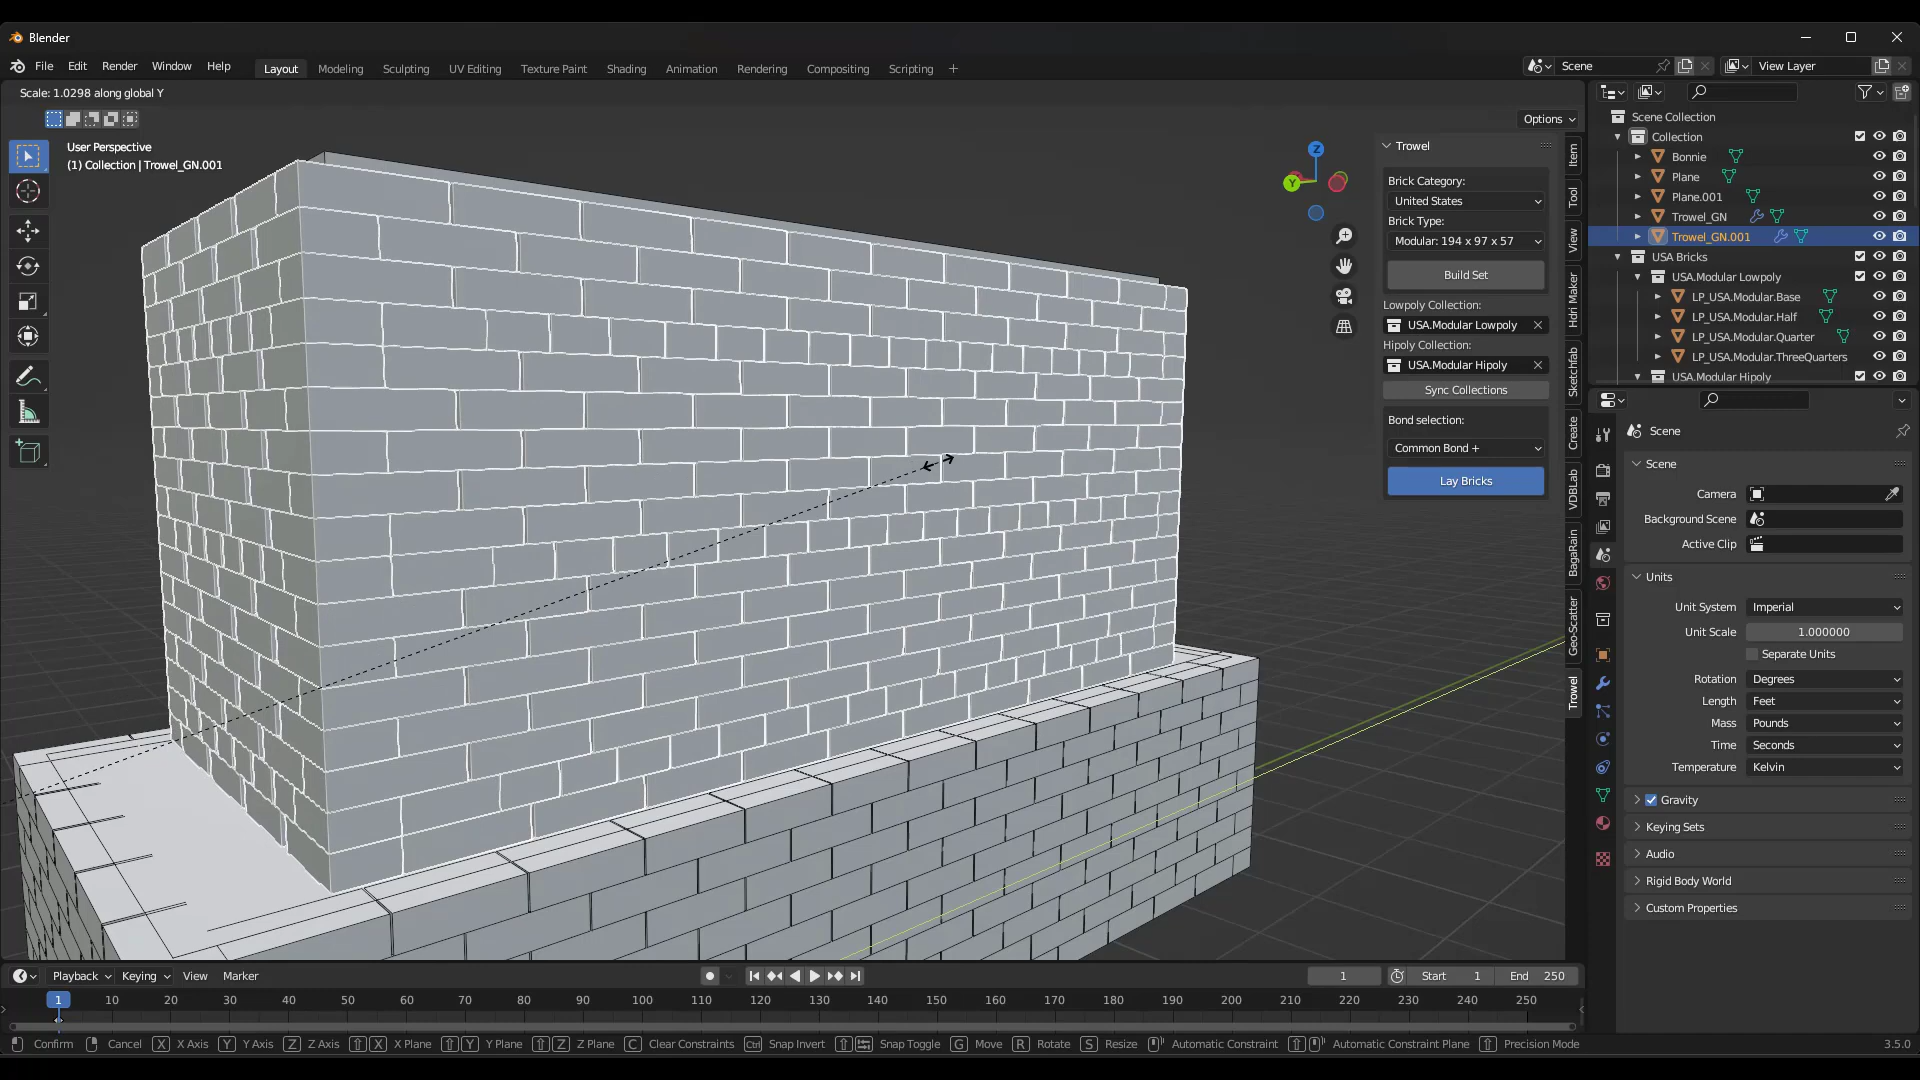 Blender
File Edit Render Window Help
Layout Modeling Sculpting UV Editing Texture Paint Shading Animation Rendering Compositing Scripting +
Scene
View Layer
Scale: 1.0298 along global Y
Options
User Perspective
(1) Collection | Trowel_GN.001
Z
Y
Trowel
Brick Category:
United States
Brick Type:
Modular: 194 x 97 x 57
Build Set
Lowpoly Collection:
USA.Modular Lowpoly
Hipoly Collection:
USA.Modular Hipoly
Sync Collections
Bond selection:
Common Bond +
Lay Bricks
Item
Tool
View
Hdri Maker
Sketchfab
Create
VDBLab
BagaRain
Geo-Scatter
Trowel
Scene Collection
Collection
Bonnie
Plane
Plane.001
Trowel_GN
Trowel_GN.001
USA Bricks
USA.Modular Lowpoly
LP_USA.Modular.Base
LP_USA.Modular.Half
LP_USA.Modular.Quarter
LP_USA.Modular.ThreeQuarters
USA.Modular Hipoly
Scene
Scene
Camera
Background Scene
Active Clip
Units
Unit System Imperial
Unit Scale 1.000000
Separate Units
Rotation Degrees
Length Feet
Mass Pounds
Time Seconds
Temperature Kelvin
Gravity
Keying Sets
Audio
Rigid Body World
Custom Properties
Playback Keying View Marker
1 Start 1 End 250
1 10 20 30 40 50 60 70 80 90 100 110 120 130 140 150 160 170 180 190 200 210 220 230 240 250
Confirm Cancel X X Axis Y Y Axis Z Z Axis X X Plane Y Y Plane Z Z Plane C Clear Constraints Ctrl Snap Invert Snap Toggle G Move R Rotate S Resize Automatic Constraint Automatic Constraint Plane Precision Mode 3.5.0